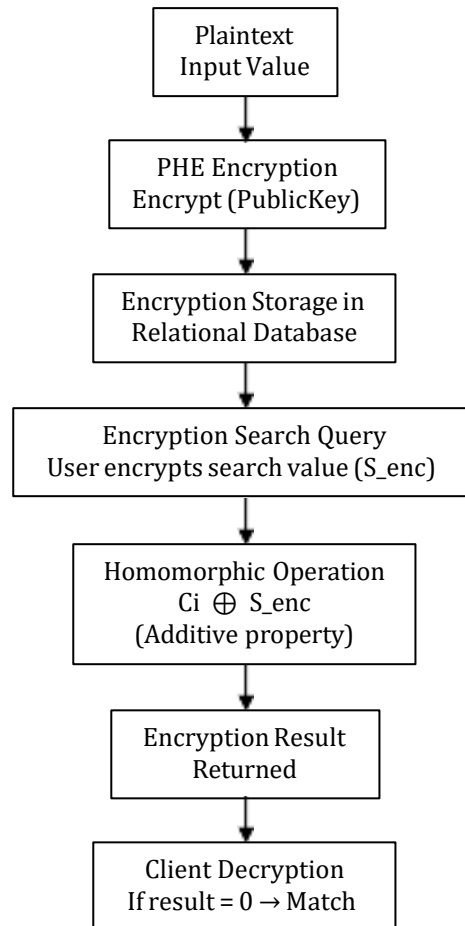 Plaintext
Input Value
PHE Encryption
Encrypt (PublicKey)
Encryption Storage in
Relational Database
Encryption Search Query
User encrypts search value (S_enc)
Homomorphic Operation
Ci ⊕ S_enc
(Additive property)
Encryption Result
Returned
Client Decryption
If result = 0 → Match